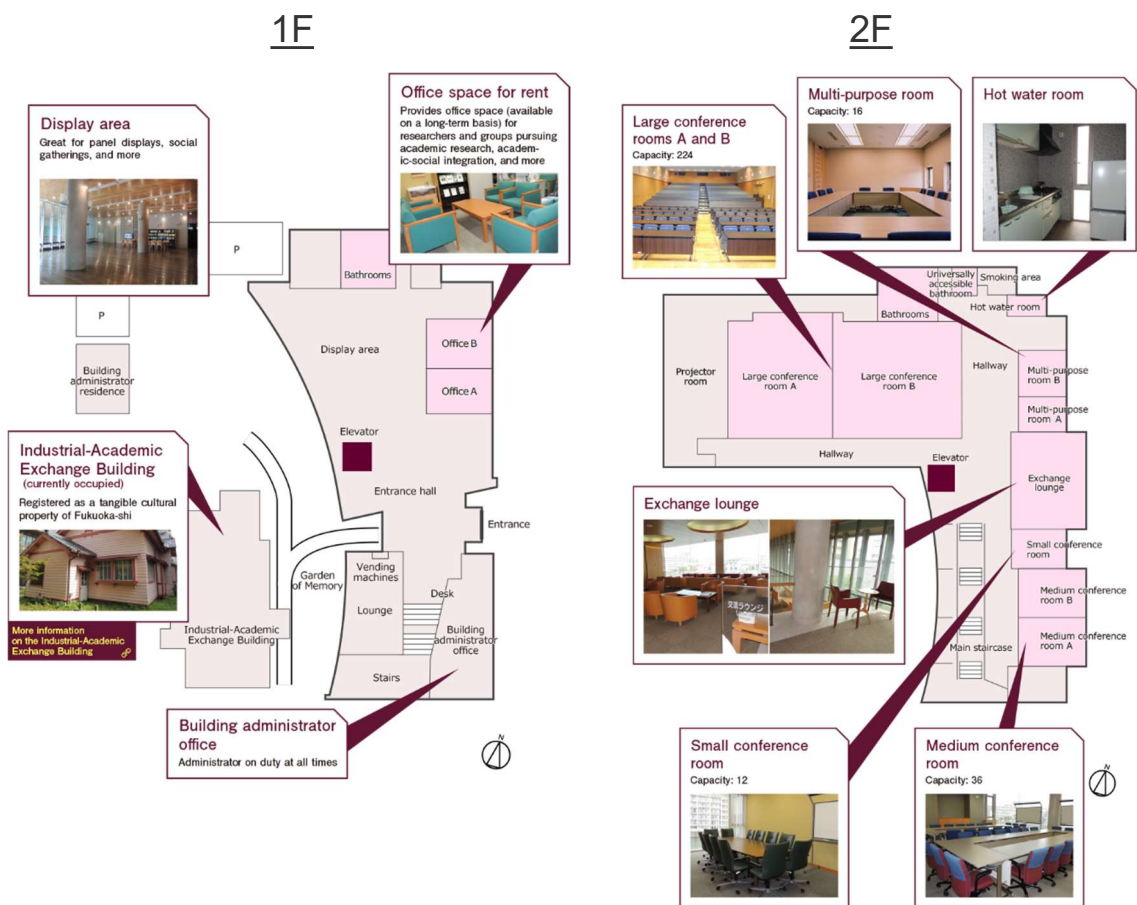 1F
2F
Display area
Great for panel displays, social
gatherings, and more
Office space for rent
Provides office space (available
on a long-term basis) for
researchers and groups pursuing
academic research, academ-
ic-social integration, and more
P
P
Building
administrator
residence
Bathrooms
Display area
Office B
Office A
Elevator
Entrance hall
Entrance
Industrial-Academic
Exchange Building
(currently occupied)
Registered as a tangible cultural
property of Fukuoka-shi
More information
on the Industrial-Academic
Exchange Building
Garden
of Memory
Industrial-Academic
Exchange Building
Vending
machines
Lounge
Desk
Building
administrator
office
Stairs
Building administrator
office
Administrator on duty at all times
N
Large conference
rooms A and B
Capacity: 224
Multi-purpose room
Capacity: 16
Hot water room
Universally
accessible
bathroom
Smoking area
Bathrooms
Hot water room
Projector
room
Large conference
room A
Large conference
room B
Hallway
Multi-purpose
room B
Multi-purpose
room A
Hallway
Elevator
Exchange
lounge
Exchange lounge
交流ラウンジ
Small conference
room
Medium conference
room B
Medium conference
room A
Main staircase
Small conference
room
Capacity: 12
Medium conference
room
Capacity: 36
N